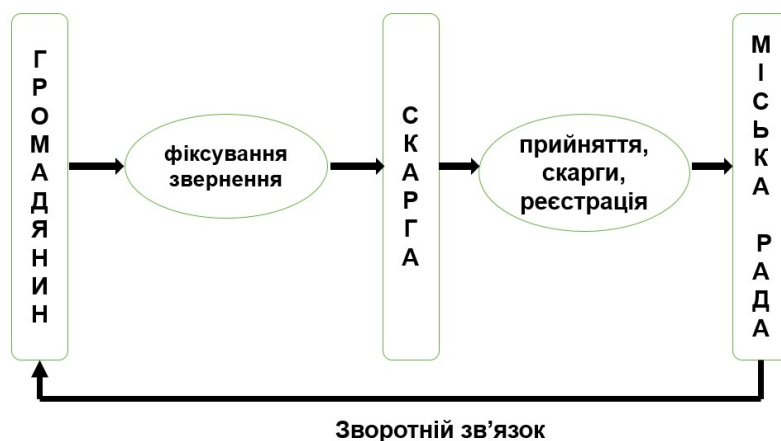 ГРОМАДЯНИН
фіксування
звернення
СКАРГА
прийняття,
скарги,
реєстрація
МІСЬКА РАДА
Зворотній зв’язок